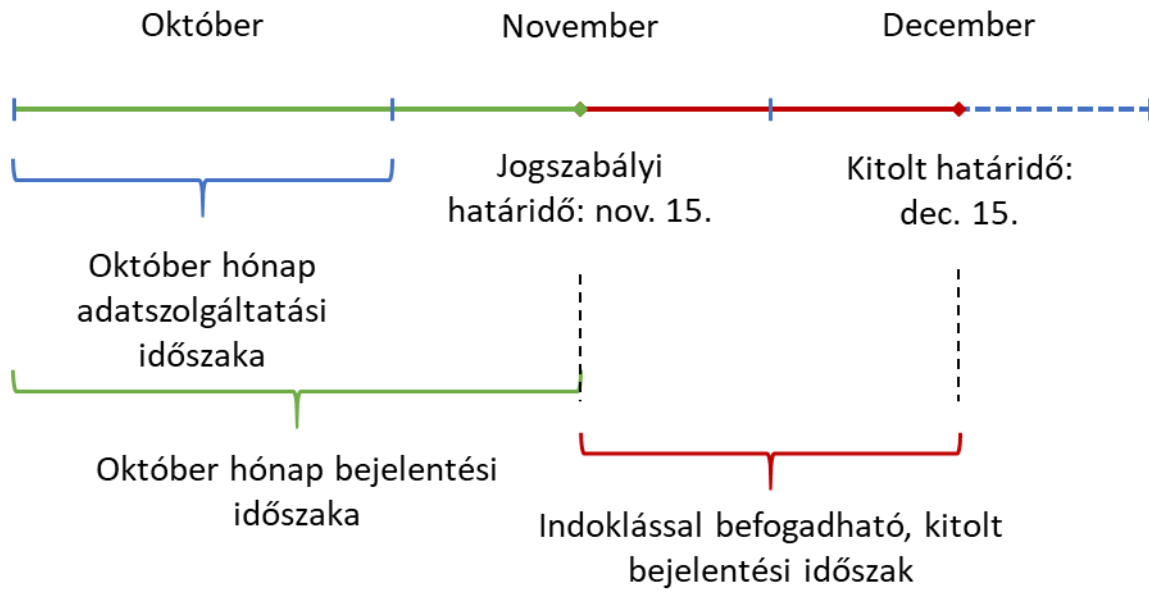 Október
November
December
Jogszabályi
határidő: nov. 15.
Kitolt határidő:
dec. 15.
Október hónap
adatszolgáltatási
időszaka
Október hónap bejelentési
időszaka
Indoklással befogadható, kitolt
bejelentési időszak